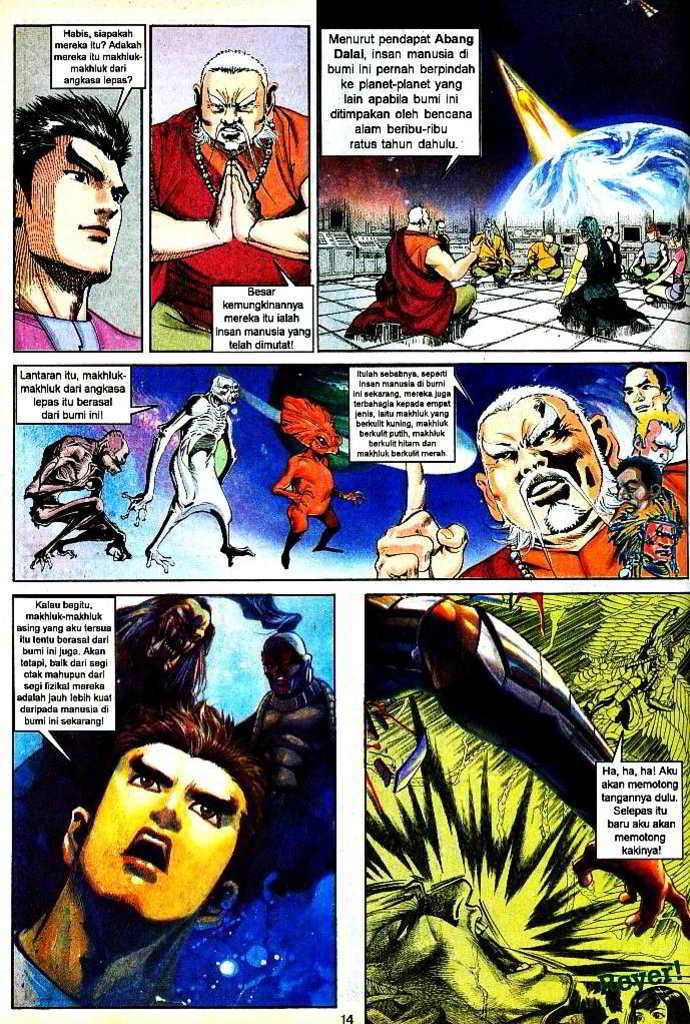 Habis, siapakah
mereka itu? Adakah
mereka itu makhluk-
makhluk dari
angkasa lepas?
Besar
kemungkinannya
mereka itu ialah
insan manusia yang
telah dimutat!
Menurut pendapat Abang
Dalai, insan manusia di
bumi ini pernah berpindah
ke planet-planet yang
lain apabila bumi ini
ditimpakan oleh bencana
alam beribu-ribu
ratus tahun dahulu.
Lantaran itu, makhluk-
makhluk dari angkasa
lepas itu berasal
dari bumi ini!
Itulah sebabnya, seperti
insan manusia di bumi
ini sekarang, mereka juga
terbahagia kepada empat
jenis, iaitu makhluk yang
berkulit kuning, makhluk
berkulit putih, makhluk
berkulit hitam dan
makhluk berkulit merah.
Kalau begitu,
makhluk-makhluk
asing yang aku tersua
itu tentu berasal dari
bumi ini juga. Akan
tetapi, baik dari segi
otak mahupun dari
segi fizikal mereka
adalah jauh lebih kuat
daripada manusia di
bumi ini sekarang!
Ha, ha, ha! Aku
akan memotong
tangannya dulu.
Selepas itu
baru aku akan
memotong
kakinya!
Beyer!
14